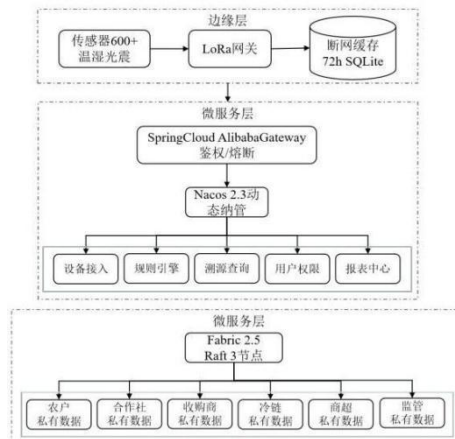 边缘层
传感器600+
温湿光震
LoRa网关
断网缓存
72h SQLite
微服务层
SpringCloud AlibabaGateway
鉴权/熔断
Nacos 2.3动
态纳管
设备接入
规则引擎
溯源查询
用户权限
报表中心
微服务层
Fabric 2.5
Raft 3节点
农户
私有数据
合作社
私有数据
收购商
私有数据
冷链
私有数据
商超
私有数据
监管
私有数据